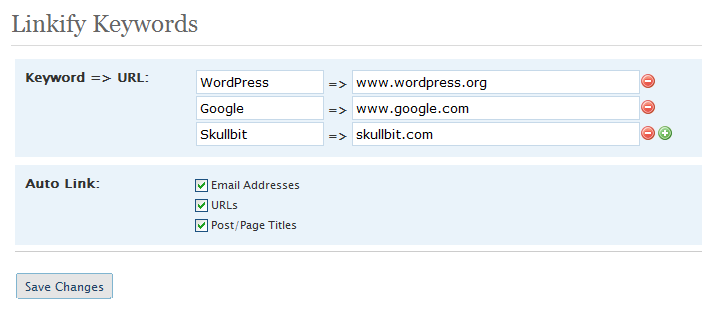 Linkify Keywords
Keyword => URL: WordPress => www.wordpress.org
Google => www.google.com
Skullbit => skullbit.com
Auto Link: Email Addresses
URLs
Post/Page Titles
Save Changes